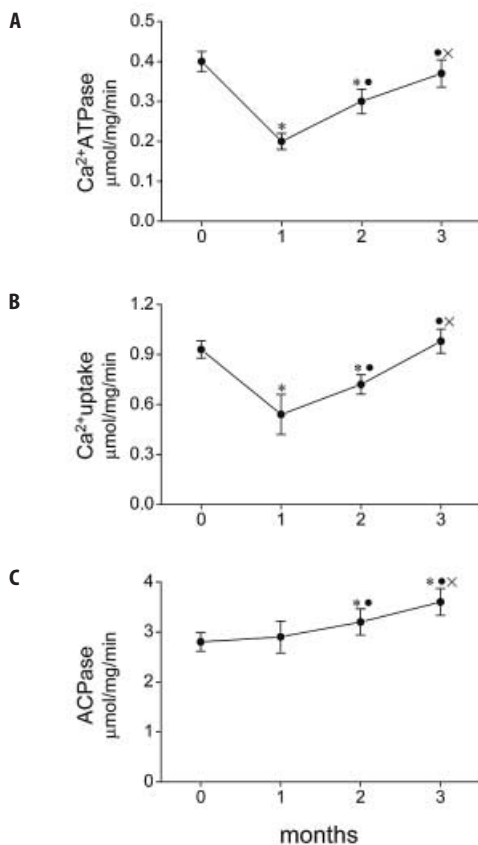 A
Ca²⁺ATPase
μmol/mg/min
0.5
0.4
0.3
0.2
0.1
0.0
*
*●
●×
0 1 2 3
B
Ca²⁺uptake
μmol/mg/min
1.2
0.9
0.6
0.3
0.0
*
*●
●×
0 1 2 3
C
ACPase
μmol/mg/min
4
3
2
1
0
*●
*●×
0 1 2 3
months